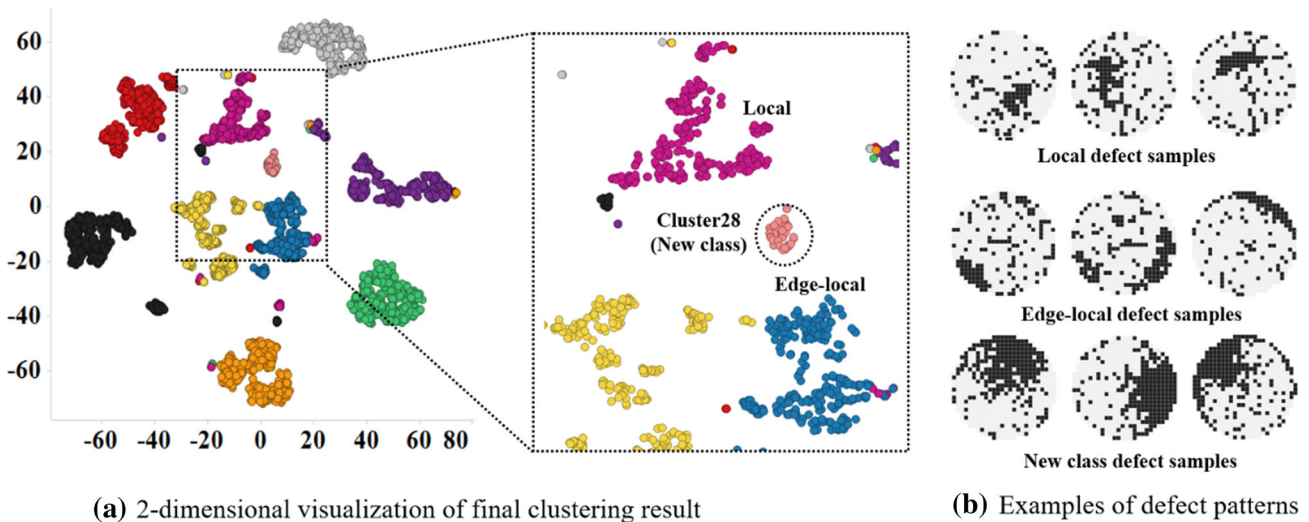 60
40
20
0
-20
-40
-60
-60 -40 -20 0 20 40 60 80
Local
Cluster28
(New class)
Edge-local
(a) 2-dimensional visualization of final clustering result
Local defect samples
Edge-local defect samples
New class defect samples
(b) Examples of defect patterns